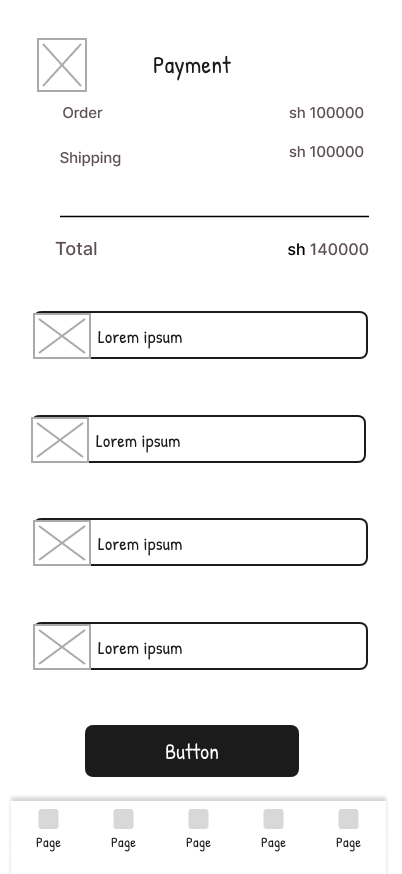 Payment
Order sh 100000
Shipping sh 100000
Total sh 140000
Lorem ipsum
Lorem ipsum
Lorem ipsum
Lorem ipsum
Button
Page Page Page Page Page